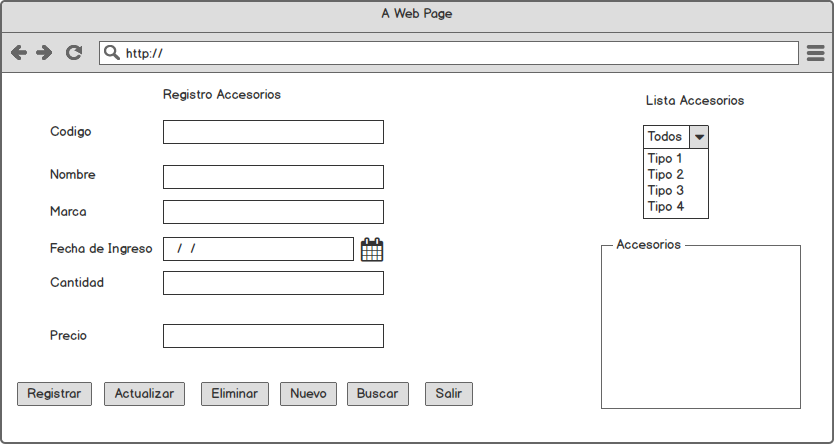 A Web Page
http://
Registro Accesorios
Codigo
Nombre
Marca
Fecha de Ingreso / /
Cantidad
Precio
Registrar Actualizar Eliminar Nuevo Buscar Salir
Lista Accesorios
Todos
Tipo 1
Tipo 2
Tipo 3
Tipo 4
Accesorios